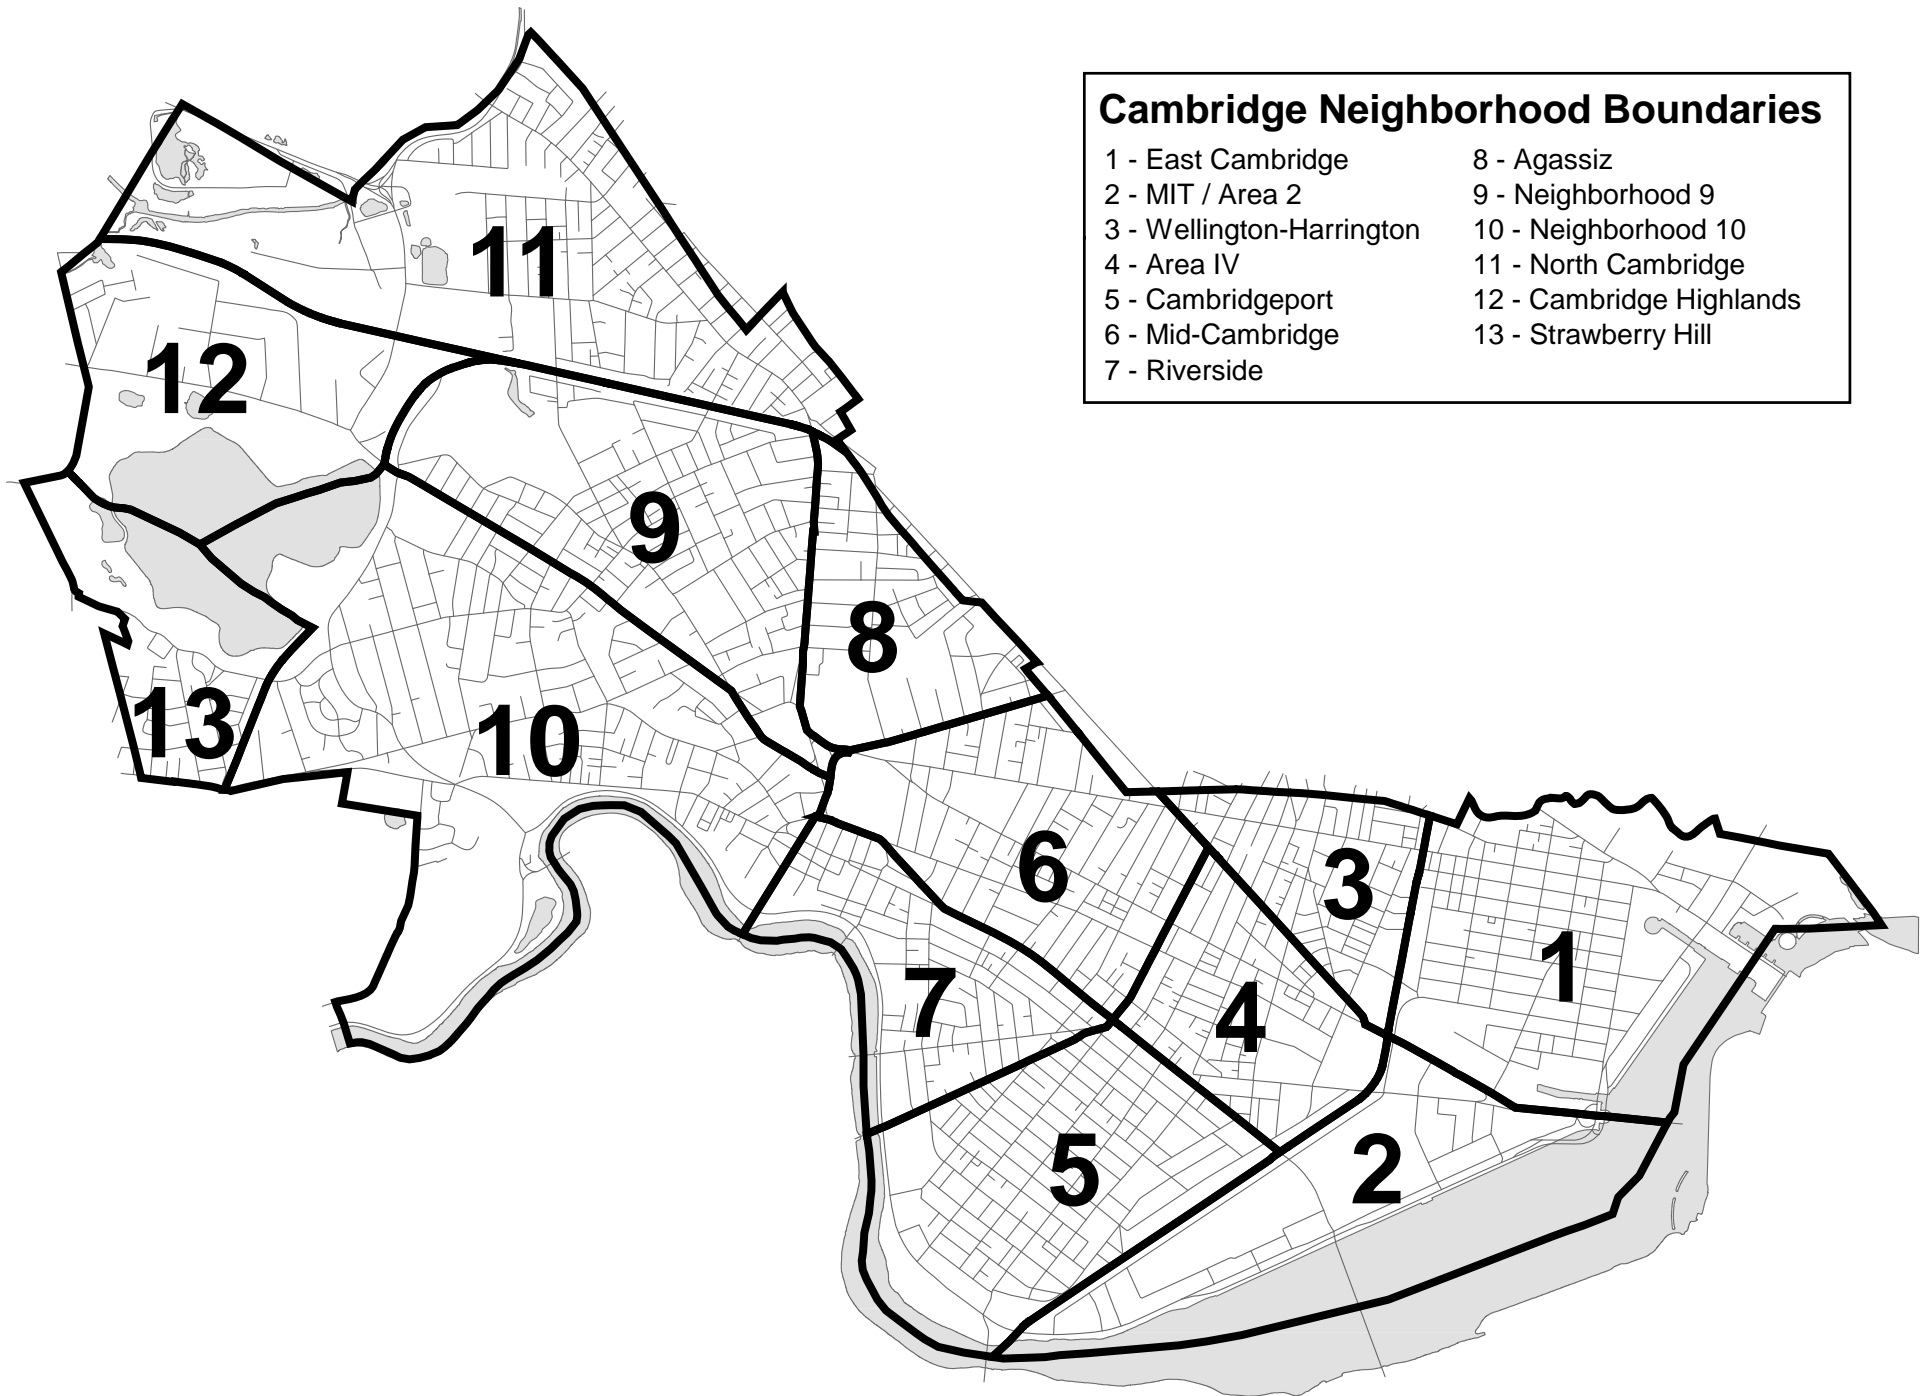 Cambridge Neighborhood Boundaries
1 - East Cambridge
2 - MIT / Area 2
3 - Wellington-Harrington
4 - Area IV
5 - Cambridgeport
6 - Mid-Cambridge
7 - Riverside
8 - Agassiz
9 - Neighborhood 9
10 - Neighborhood 10
11 - North Cambridge
12 - Cambridge Highlands
13 - Strawberry Hill
11
12
9
8
13
10
6
3
1
7
4
5
2